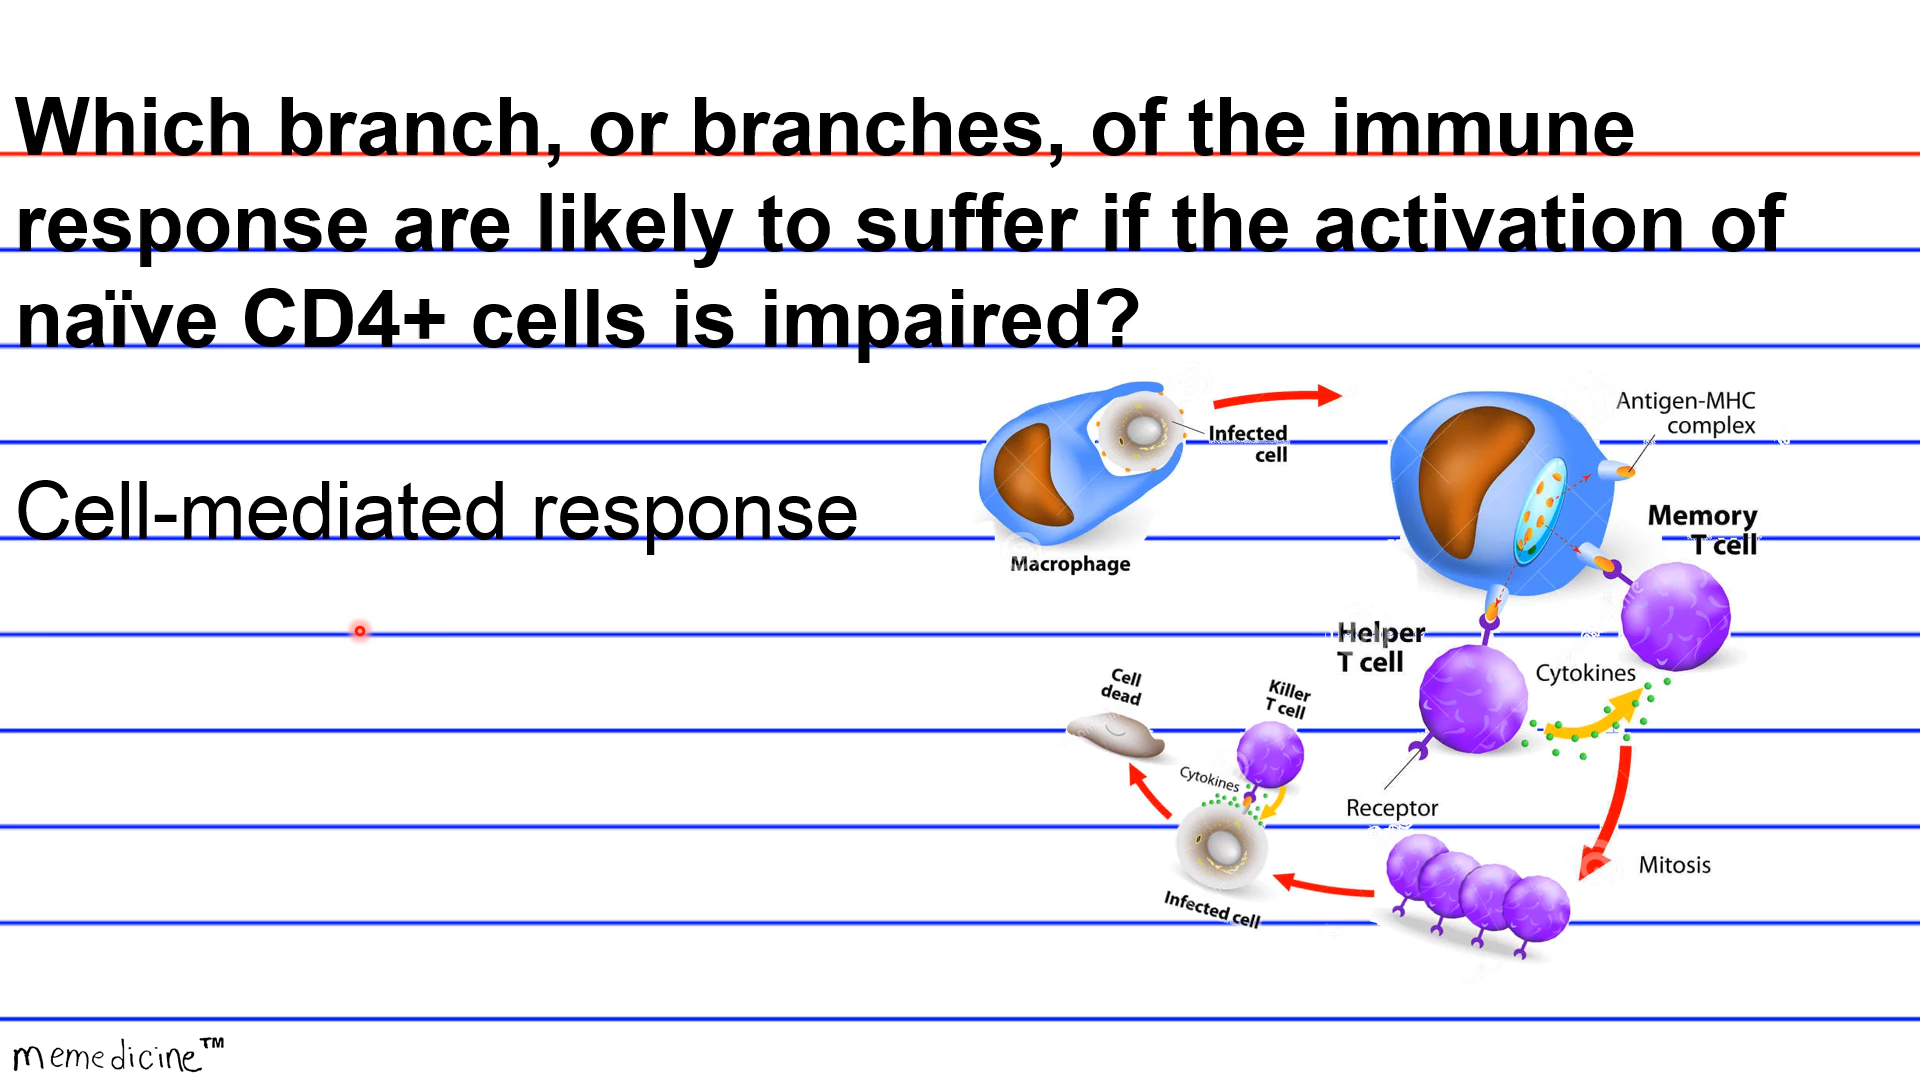 Which branch, or branches, of the immune
response are likely to suffer if the activation of
naïve CD4+ cells is impaired?
Cell-mediated response
Infected
cell
Macrophage
Antigen-MHC
complex
Memory
T cell
Helper
T cell
Cytokines
Receptor
Mitosis
Cell
dead
Killer
T cell
Cytokines
Infected cell
memedicine™